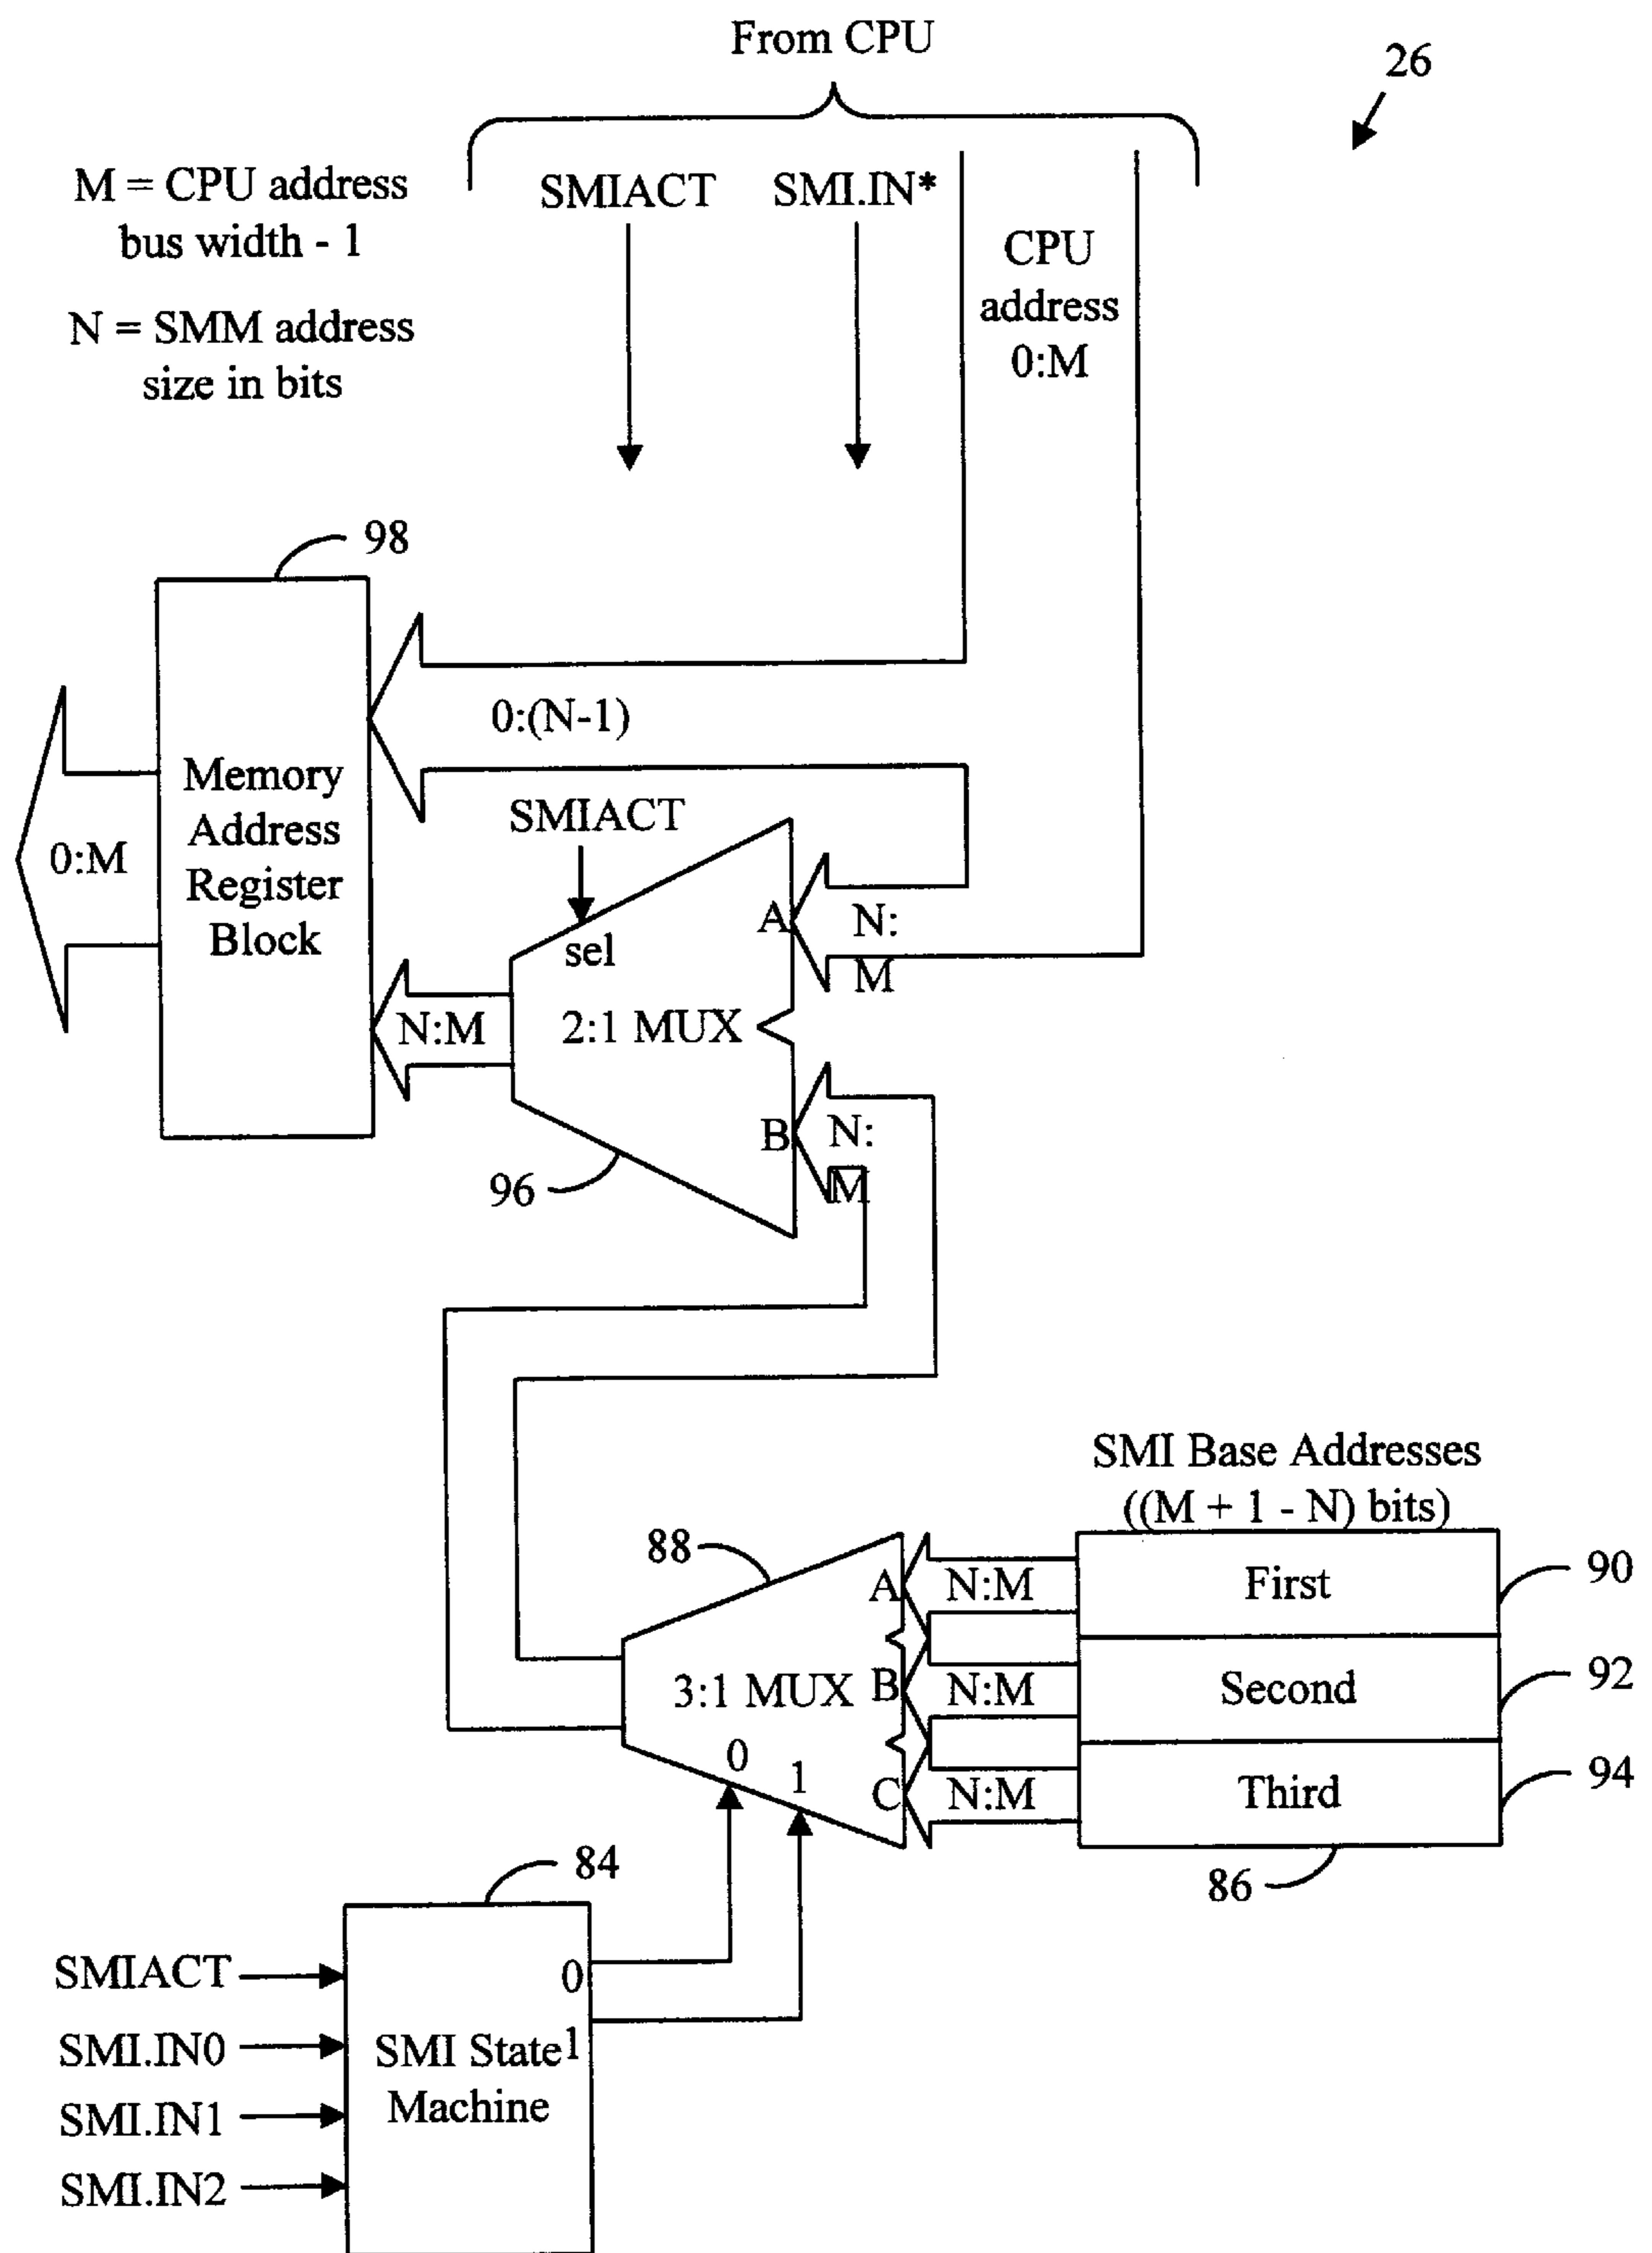 From CPU
26
M = CPU address
bus width - 1
N = SMM address
size in bits
SMIACT
SMI.IN*
CPU
address
0:M
98
0:(N-1)
Memory
Address
Register
Block
0:M
SMIACT
sel
A
N:
M
2:1 MUX
N:M
B
N:
M
96
SMI Base Addresses
((M + 1 - N) bits)
88
A
N:M
First
90
3:1 MUX
B
N:M
Second
92
0
1
C
N:M
Third
94
86
84
SMIACT
0
SMI.IN0
SMI State
1
Machine
SMI.IN1
SMI.IN2